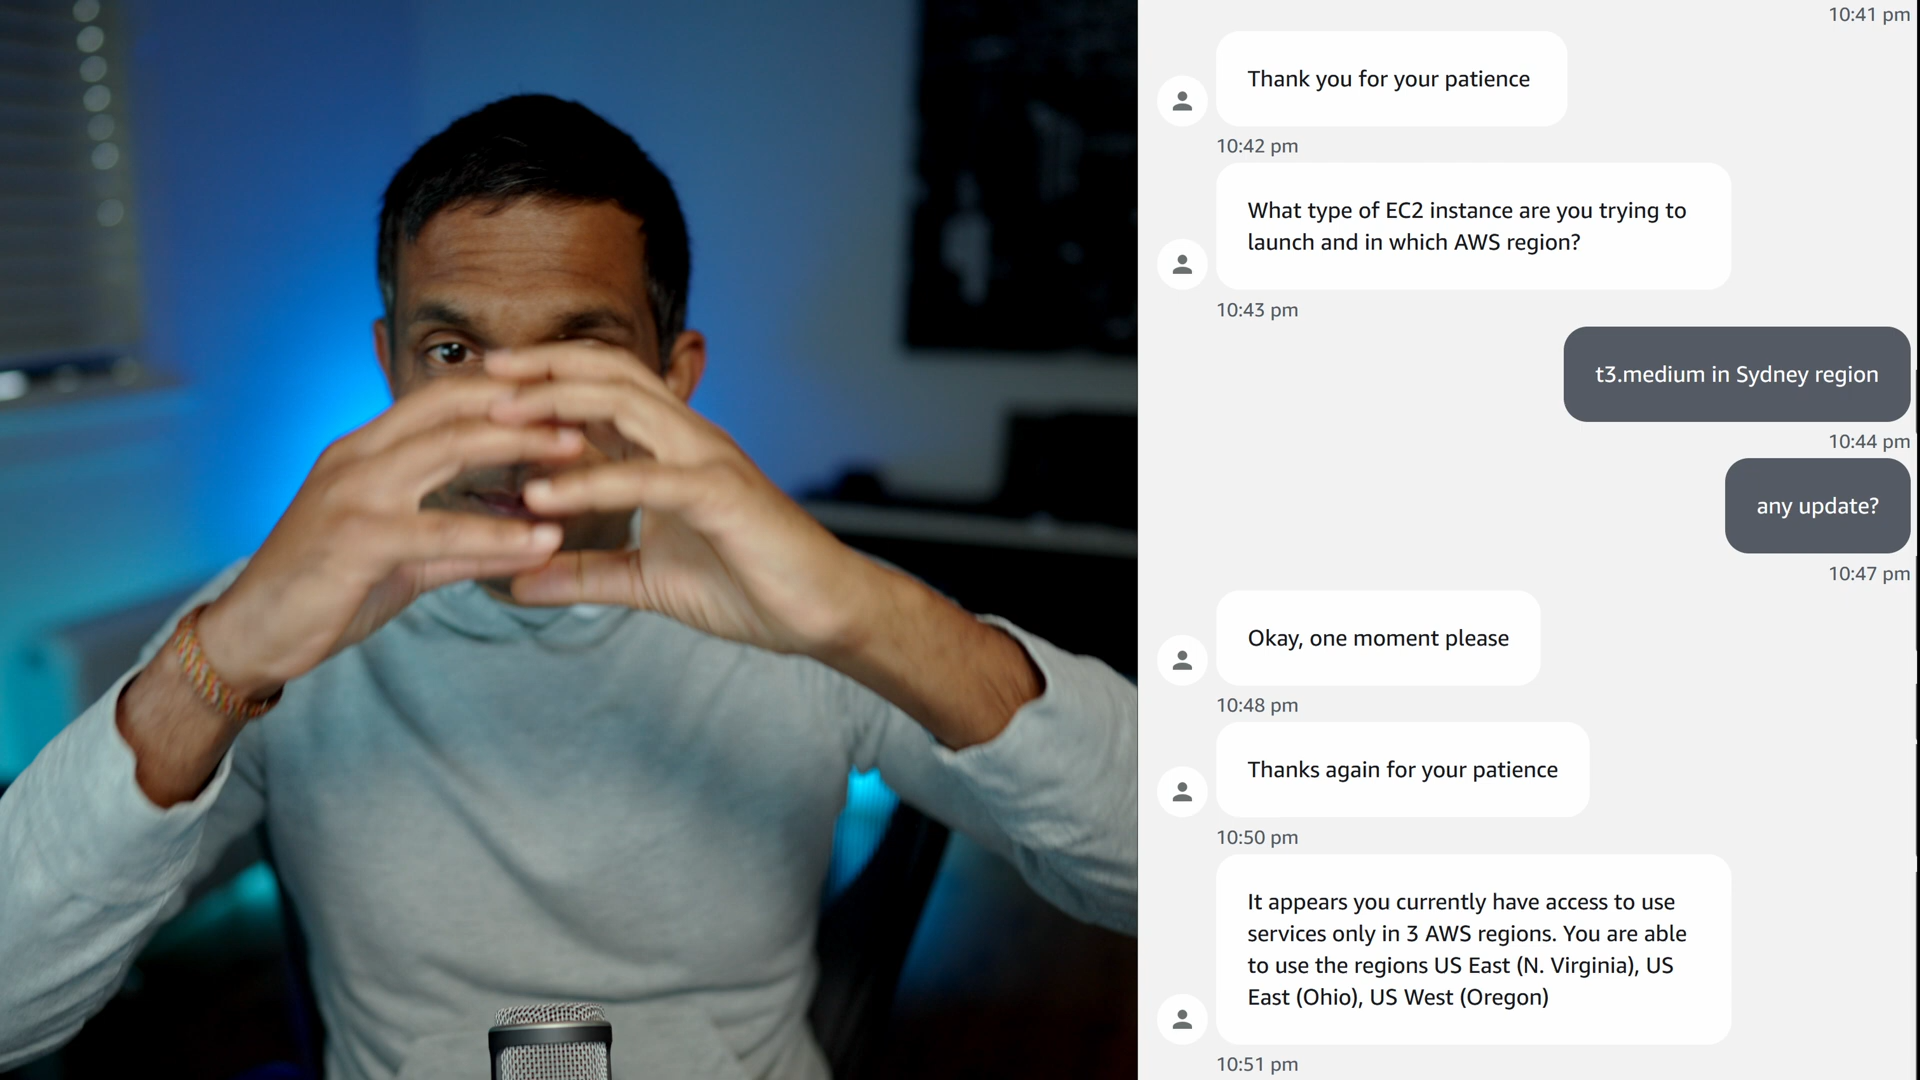 10:41 pm
Thank you for your patience
10:42 pm
What type of EC2 instance are you trying to
launch and in which AWS region?
10:43 pm
t3.medium in Sydney region
10:44 pm
any update?
10:47 pm
Okay, one moment please
10:48 pm
Thanks again for your patience
10:50 pm
It appears you currently have access to use
services only in 3 AWS regions. You are able
to use the regions US East (N. Virginia), US
East (Ohio), US West (Oregon)
10:51 pm